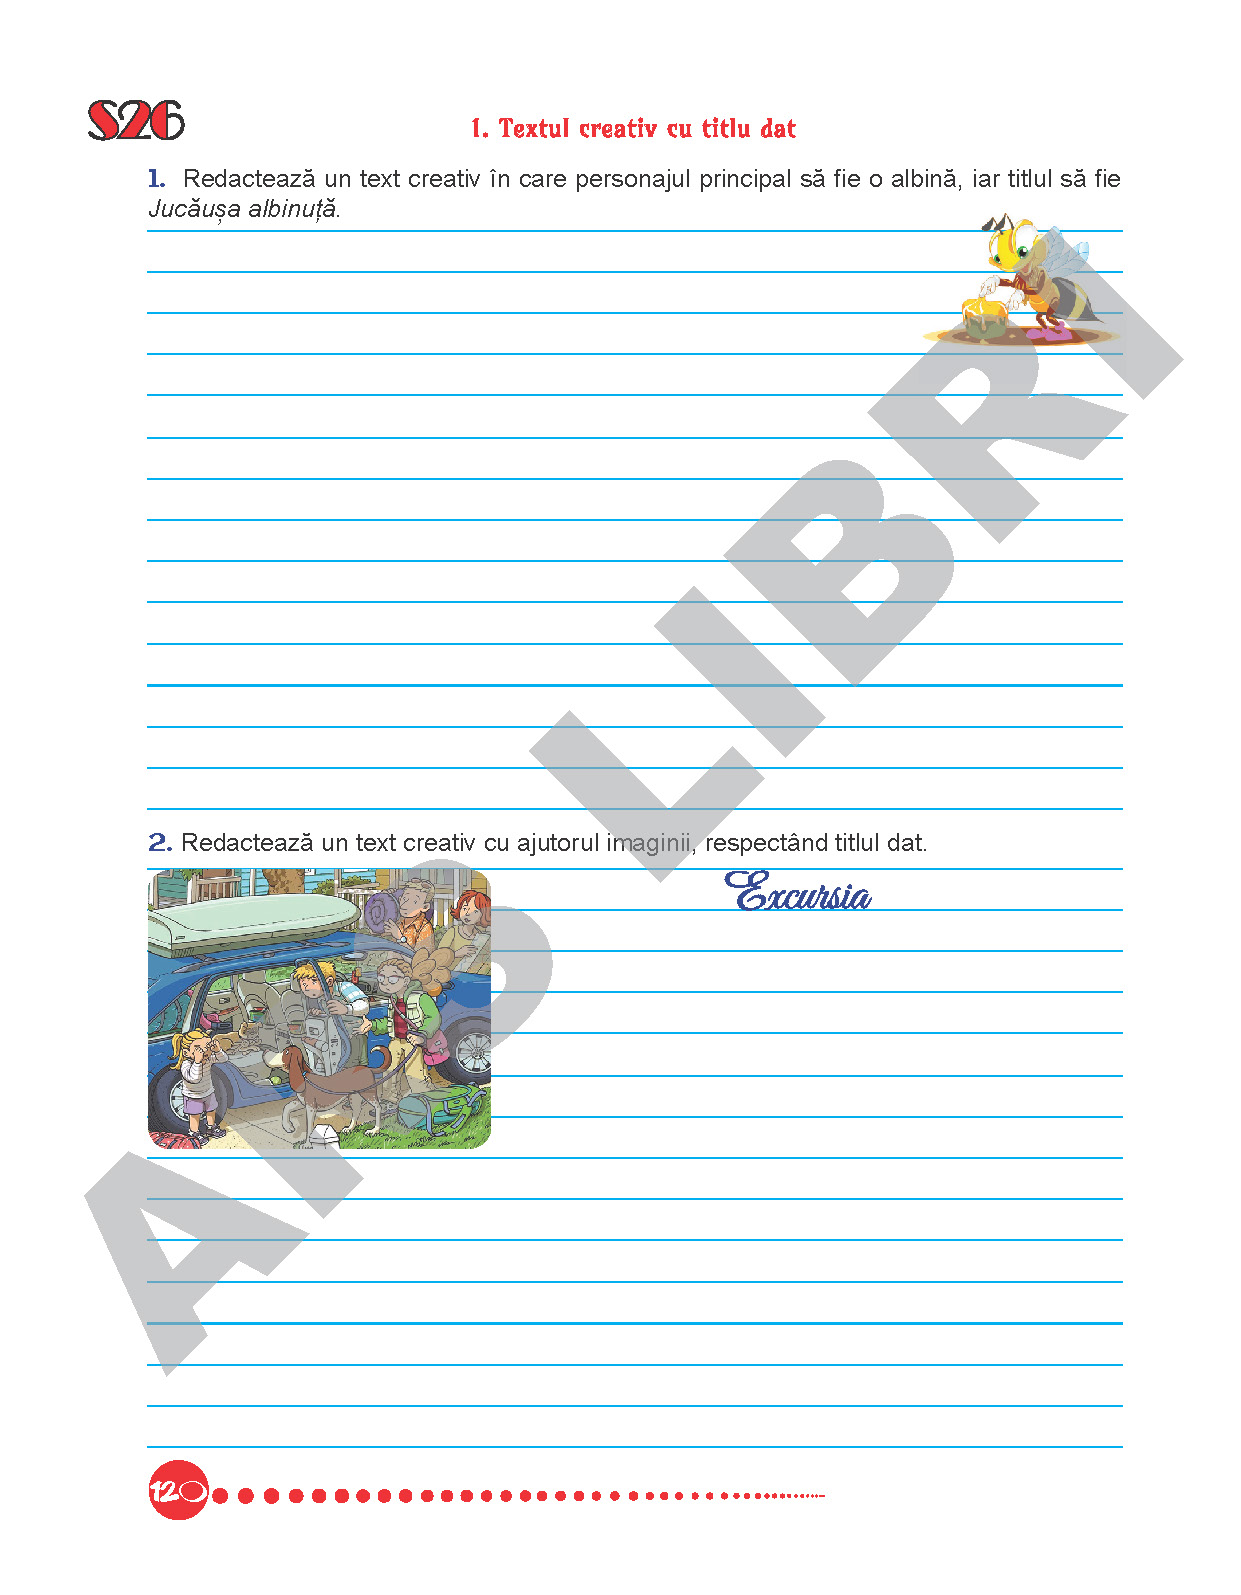 S26
1. Textul creativ cu titlu dat
1. Redactează un text creativ în care personajul principal să fie o albină, iar titlul să fie
Jucăușa albinuță.
2. Redactează un text creativ cu ajutorul imaginii, respectând titlul dat.
Excursia
ARS LIBRI
120